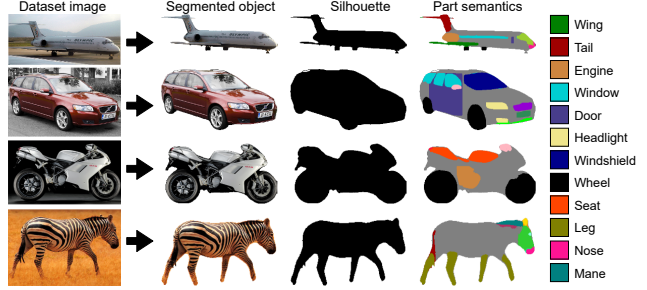 Dataset image Segmented object Silhouette Part semantics
Wing
Tail
Engine
Window
Door
Headlight
Windshield
Wheel
Seat
Leg
Nose
Mane